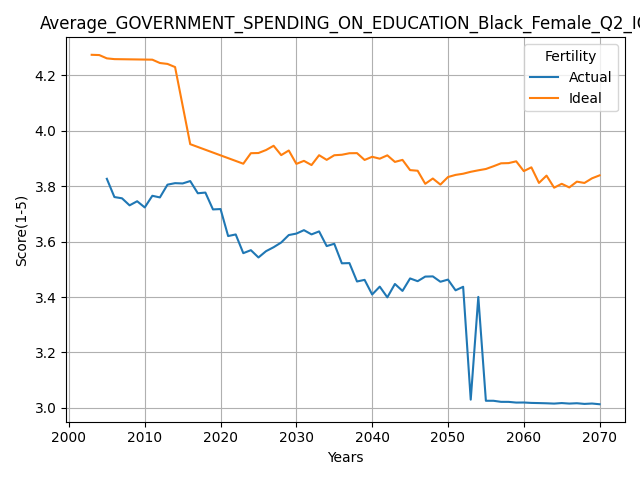 Average_GOVERNMENT_SPENDING_ON_EDUCATION_Black_Female_Q2_IC
Fertility
Actual
Ideal
Score(1-5)
4.2
4.0
3.8
3.6
3.4
3.2
3.0
2000 2010 2020 2030 2040 2050 2060 2070
Years